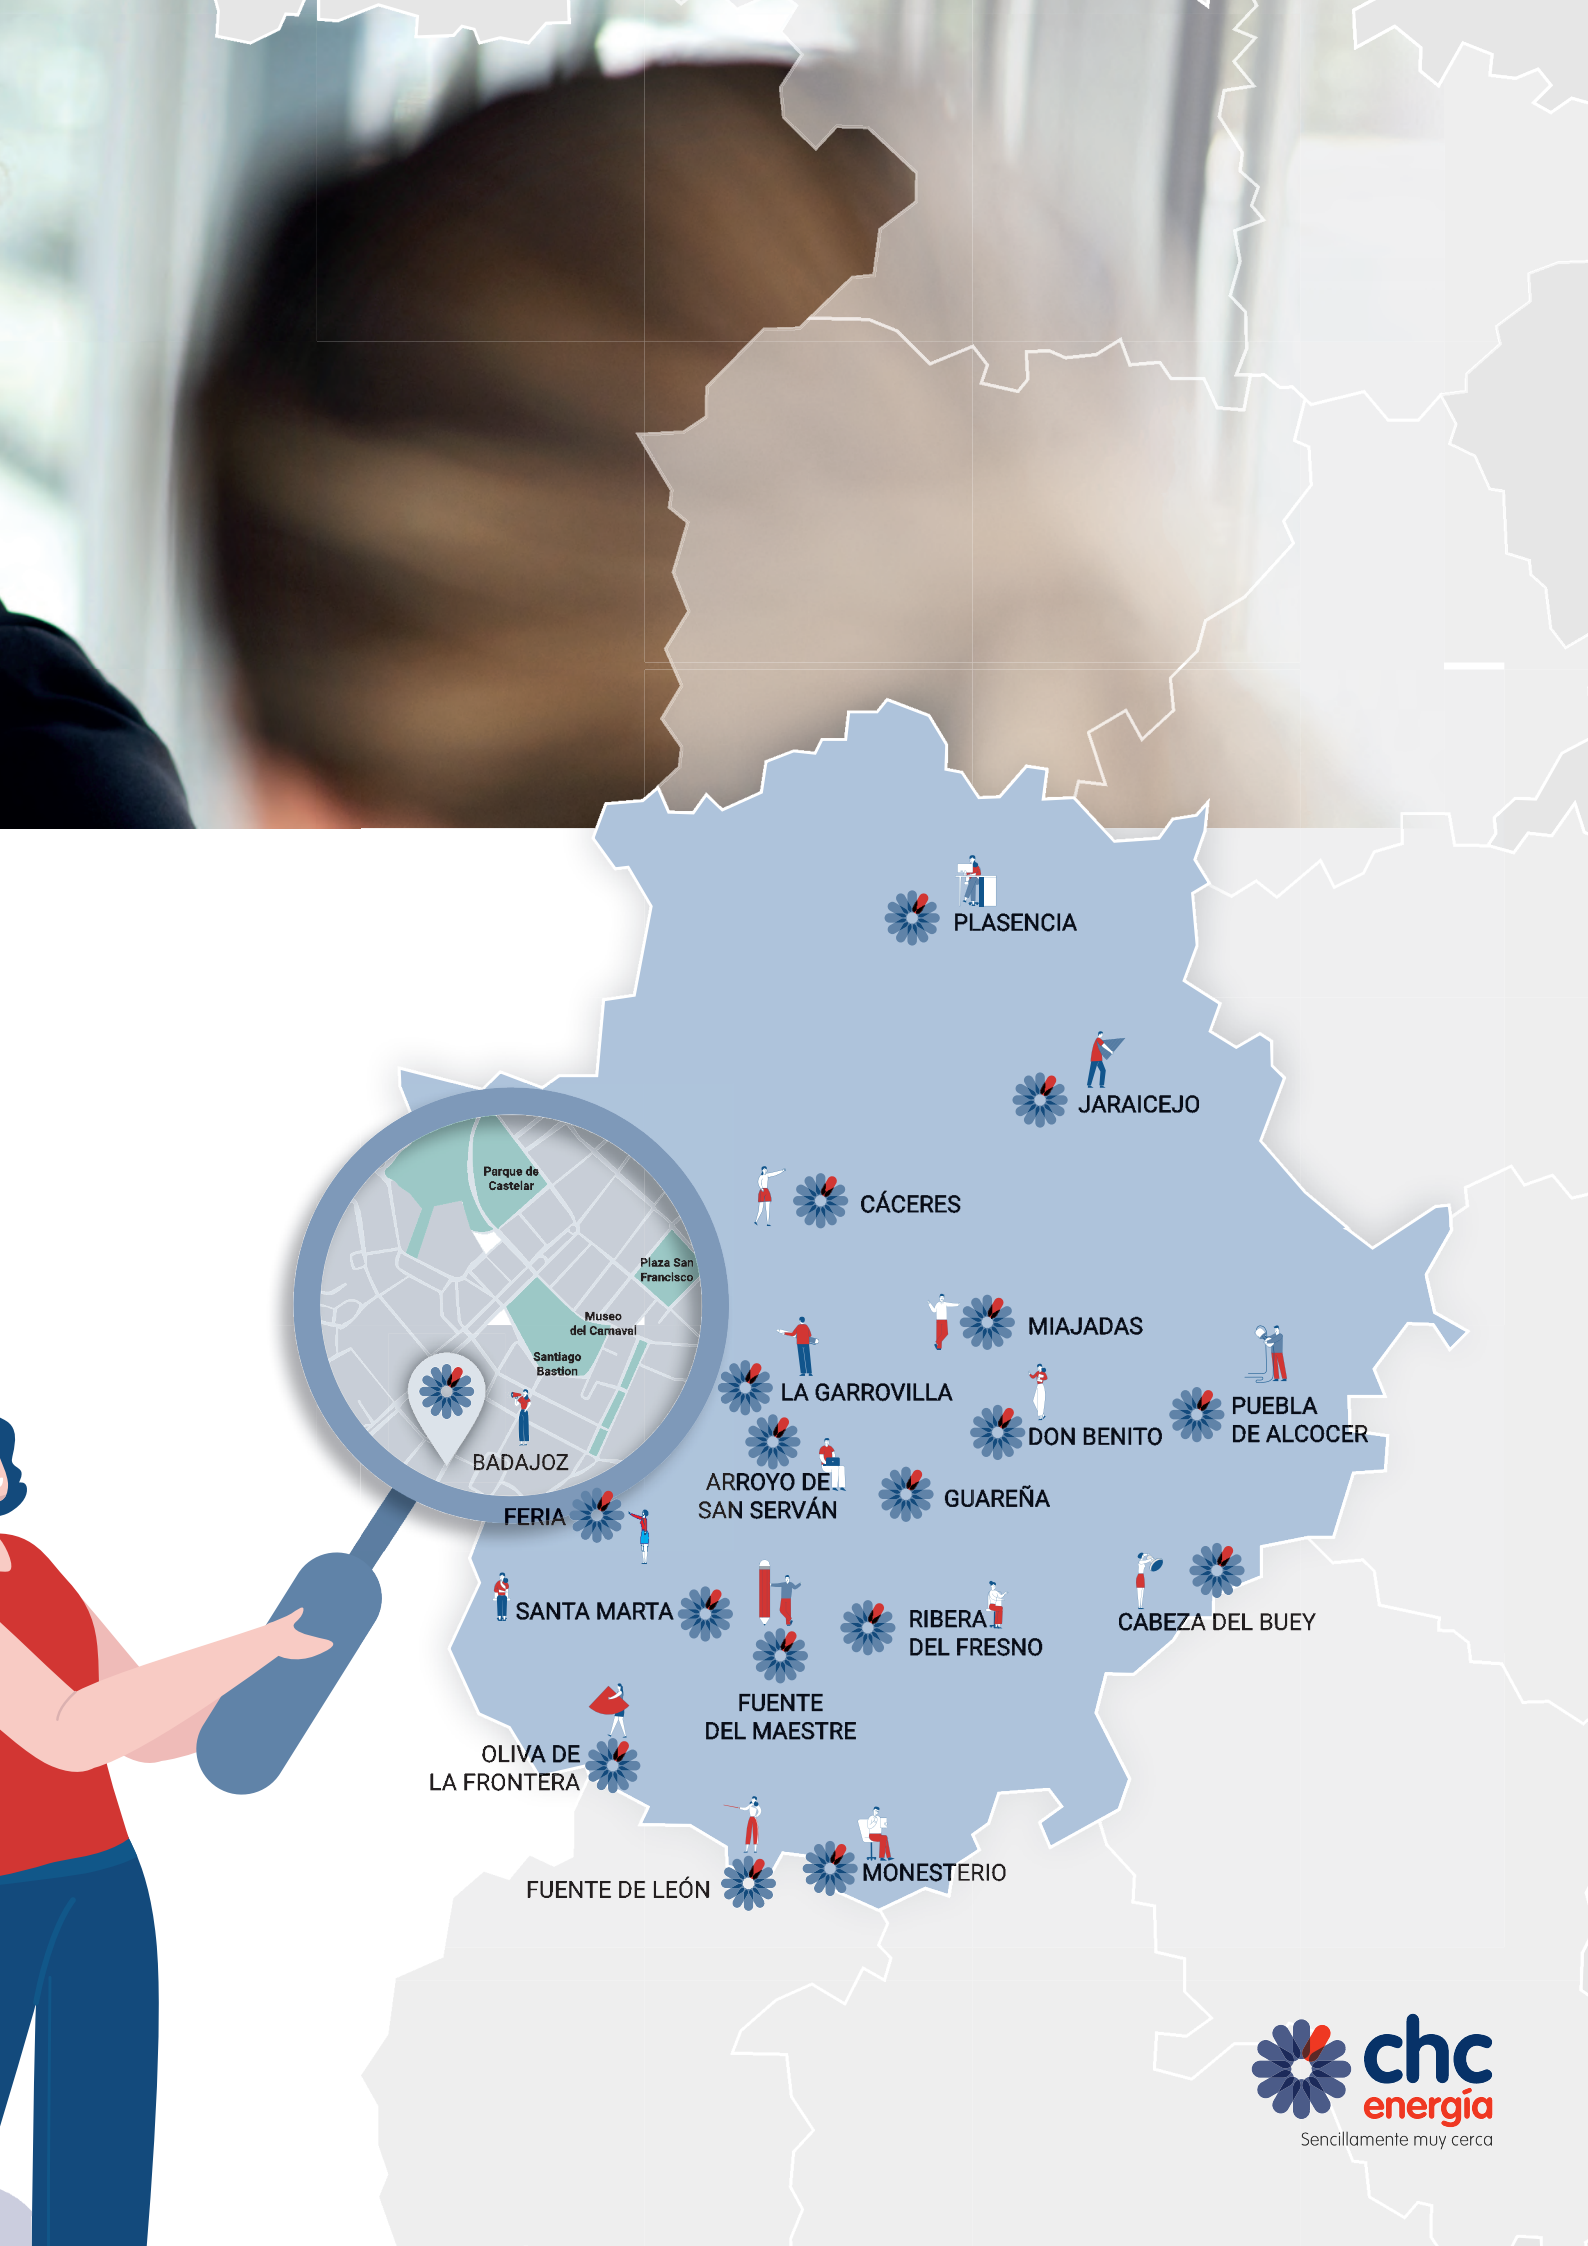 PLASENCIA
JARAICEJO
Parque de
Castelar
CÁCERES
Plaza San
Francisco
Museo
del Carnaval
MIAJADAS
Santiago
Bastion
LA GARROVILLA
PUEBLA
DE ALCOCER
DON BENITO
BADAJOZ
ARROYO DE
SAN SERVÁN
GUAREÑA
FERIA
SANTA MARTA
RIBERA
DEL FRESNO
CABEZA DEL BUEY
FUENTE
DEL MAESTRE
OLIVA DE
LA FRONTERA
MONESTERIO
FUENTE DE LEÓN
chc
energía
Sencillamente muy cerca